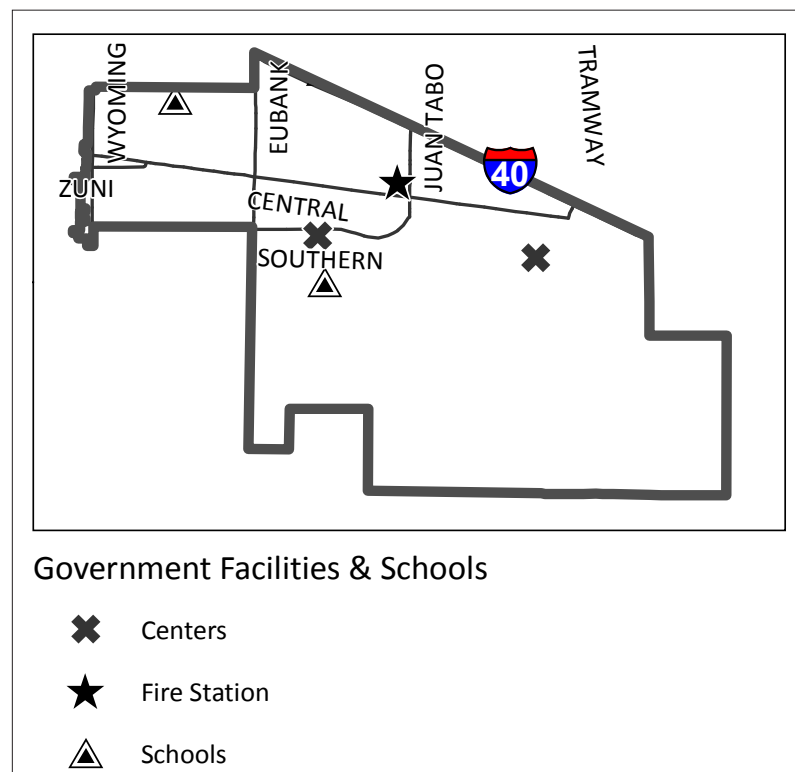 WYOMING
EUBANK
JUAN TABO
TRAMWAY
40
ZUNI
CENTRAL
SOUTHERN
Government Facilities & Schools
Centers
Fire Station
Schools